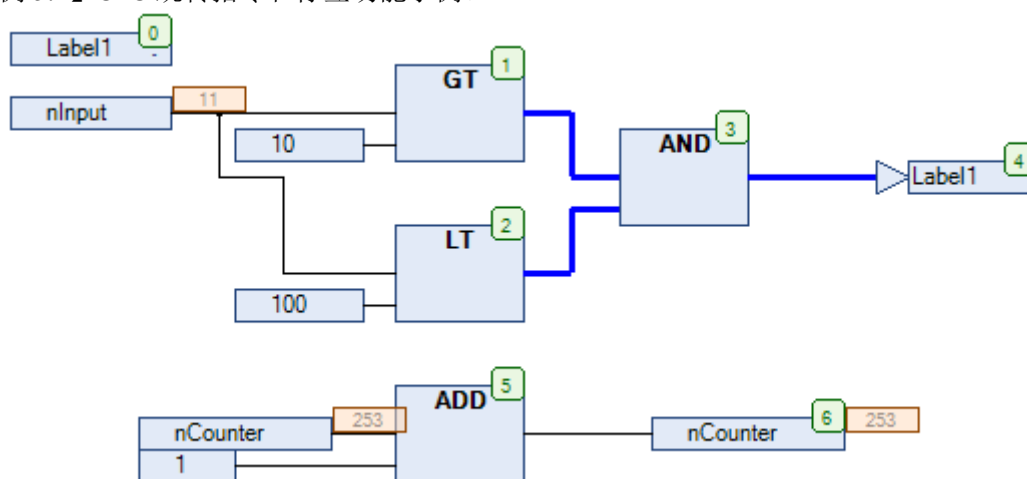 Label1 0
nInput 11
10
GT 1
AND 3
Label1 4
LT 2
100
ADD 5
nCounter 253
1
nCounter 6 253